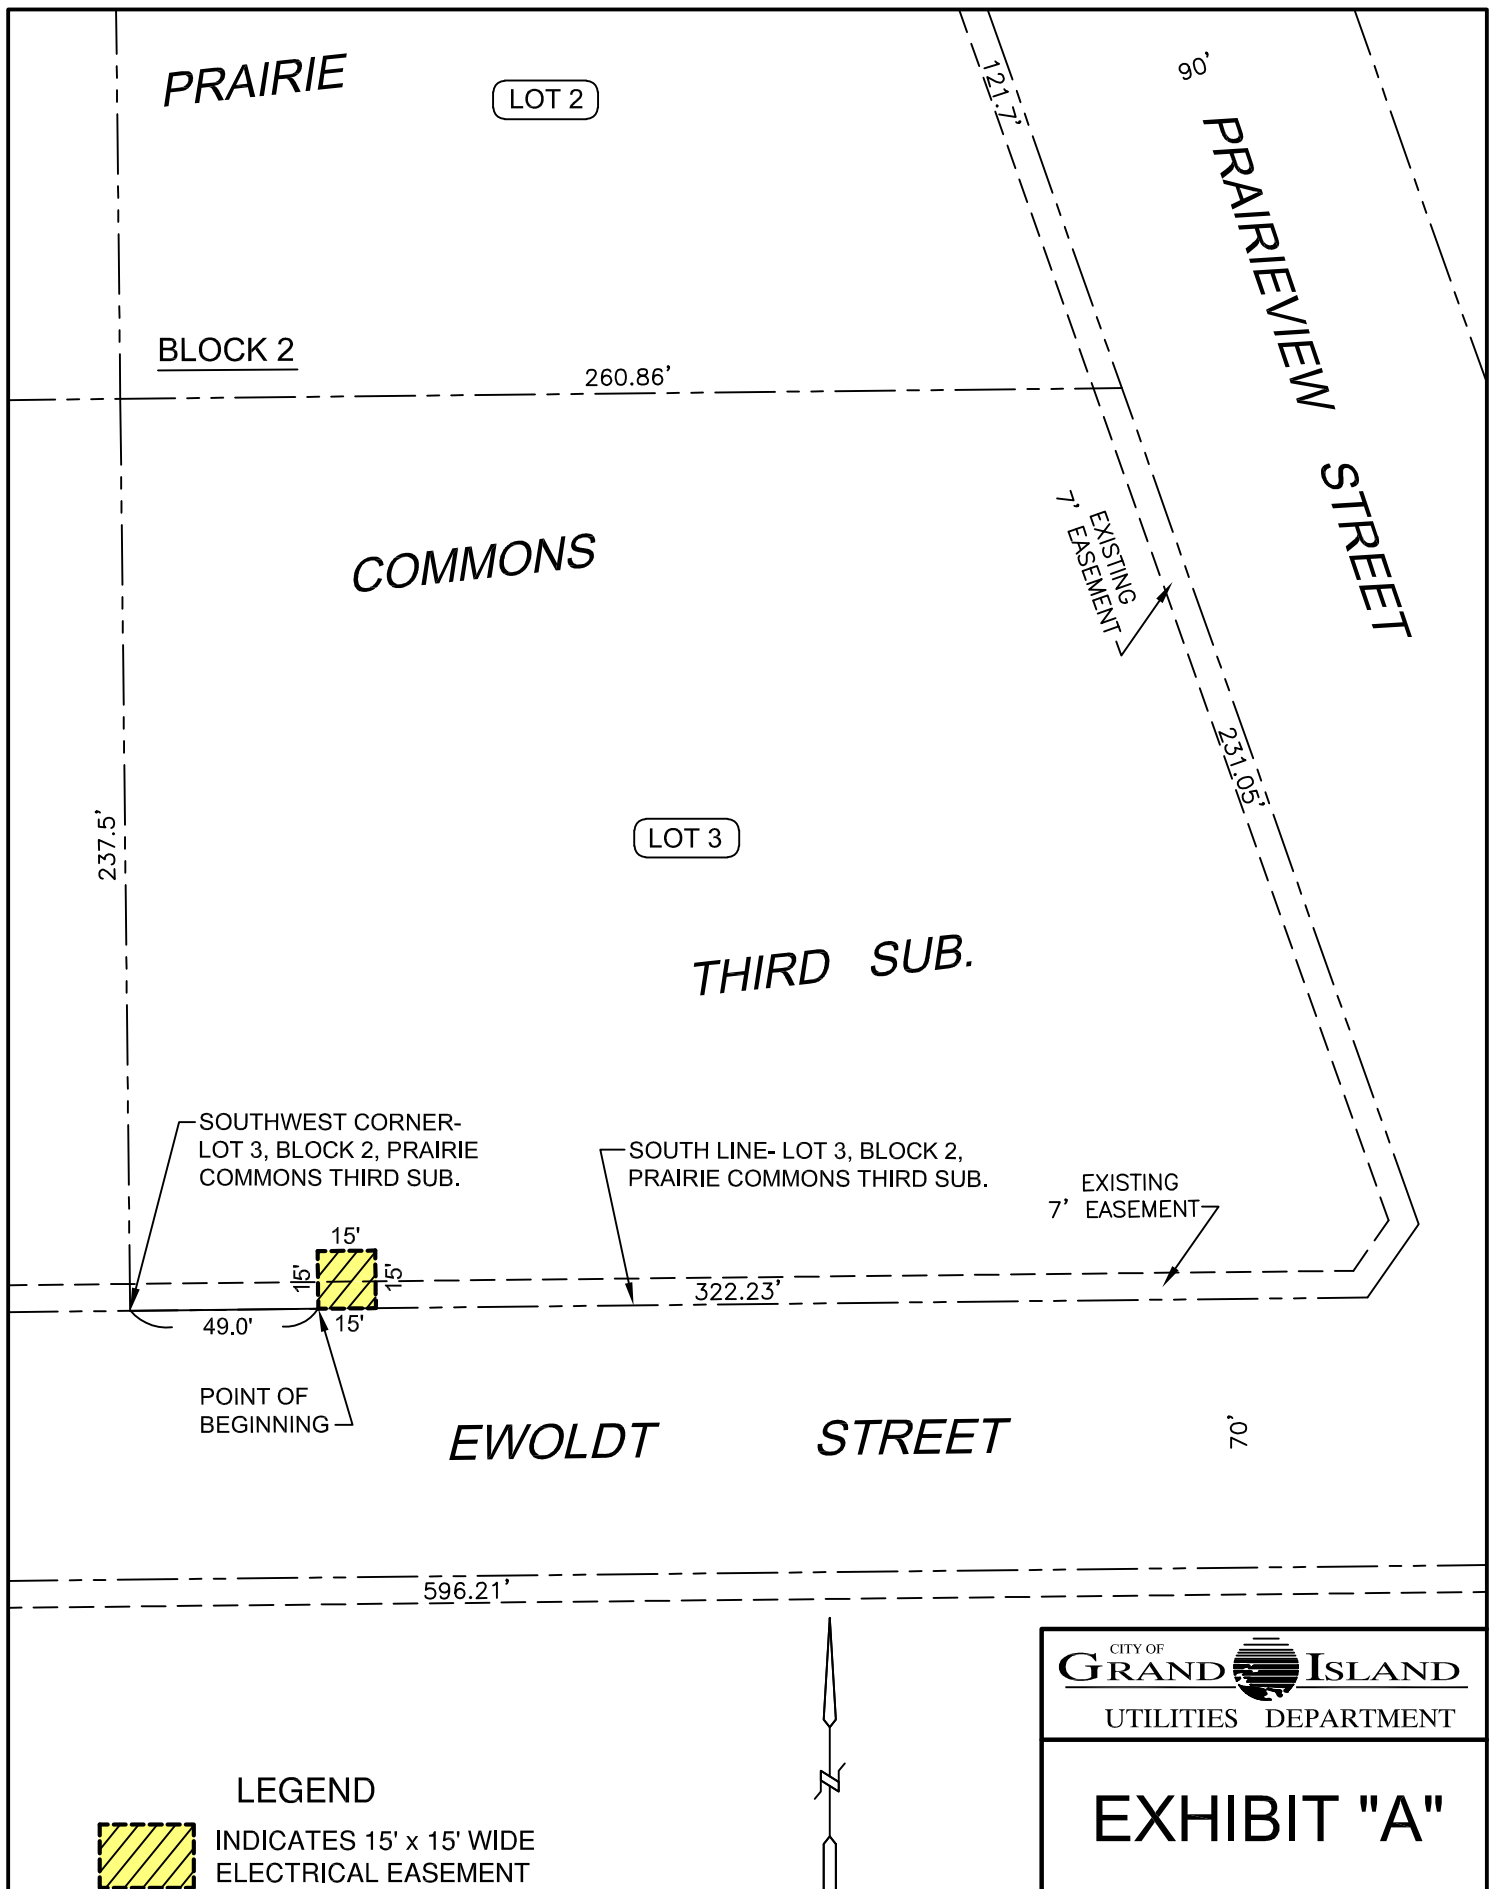 PRAIRIE
LOT 2
121.7'
90'
PRAIRIEVIEW STREET
BLOCK 2
260.86'
COMMONS
EXISTING
7' EASEMENT
231.05'
237.5'
LOT 3
THIRD SUB.
SOUTHWEST CORNER-
LOT 3, BLOCK 2, PRAIRIE
COMMONS THIRD SUB.
SOUTH LINE- LOT 3, BLOCK 2,
PRAIRIE COMMONS THIRD SUB.
EXISTING
7' EASEMENT
15'
15'
15'
322.23'
49.0'
15'
POINT OF
BEGINNING
EWOLDT STREET
70'
596.21'
N
CITY OF
GRAND ISLAND
UTILITIES DEPARTMENT
LEGEND
INDICATES 15' x 15' WIDE
ELECTRICAL EASEMENT
EXHIBIT "A"